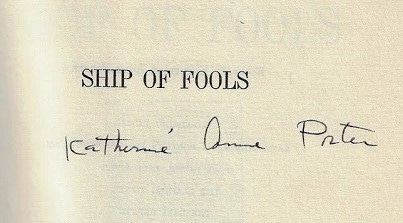 SHIP OF FOOLS
Katherine Anne Porter